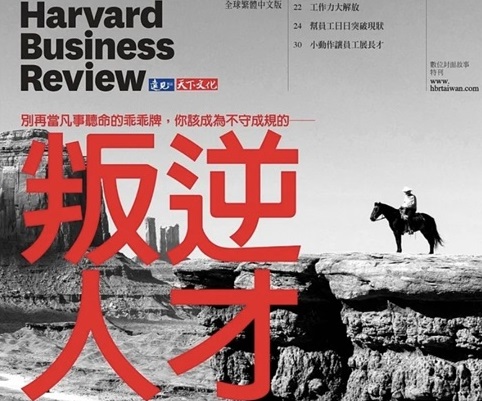 Harvard
Business
Review
遠見 天下文化
全球繁體中文版
22 工作力大解放
24 幫員工日日突破現狀
30 小動作讓員工展長才
數位封面故事
特刊
www.
hbrtaiwan.com
別再當凡事聽命的乖乖牌，你該成為不守成規的——
叛逆
人才